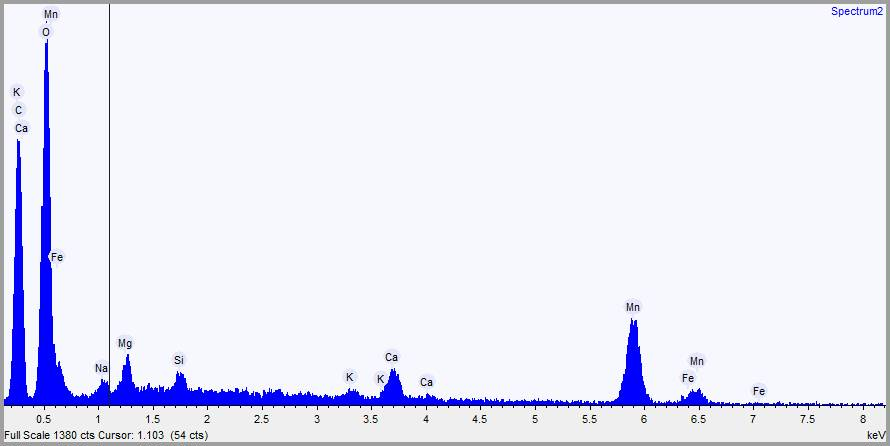 Spectrum2
Mn
O
K
C
Ca
Fe
Na
Mg
Si
K
K
Ca
Ca
Mn
Fe
Mn
Fe
0.5 1 1.5 2 2.5 3 3.5 4 4.5 5 5.5 6 6.5 7 7.5 8
Full Scale 1380 cts Cursor: 1.103 (54 cts) keV